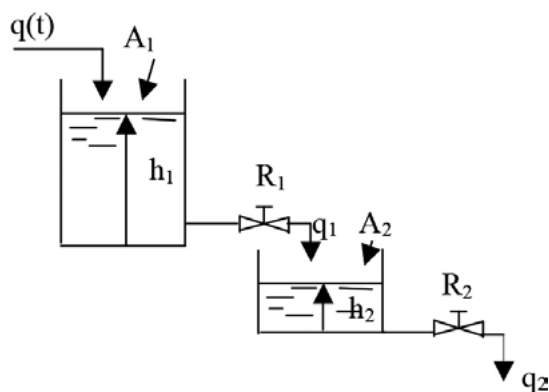 q(t)
A₁
h₁
R₁
q₁
A₂
h₂
R₂
q₂